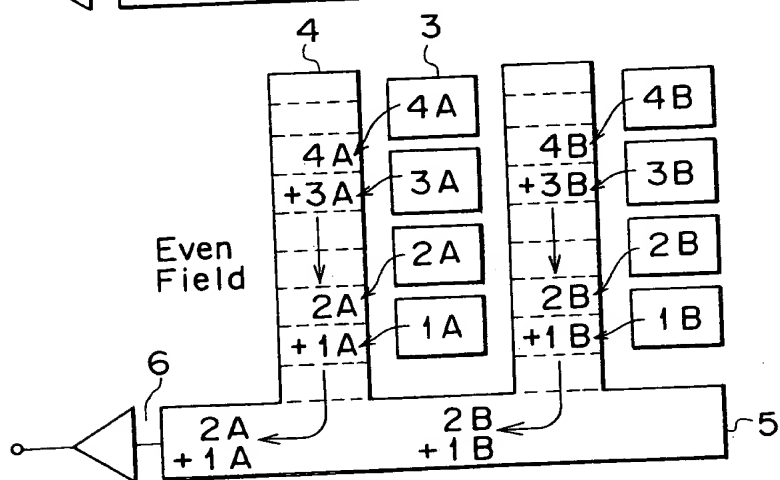 4 3
4A 4B
4A 4B
+3A 3A +3B 3B
Even
Field
2A 2B
2A 2B
+1A 1A +1B 1B
6
2A 2B 5
+1A +1B